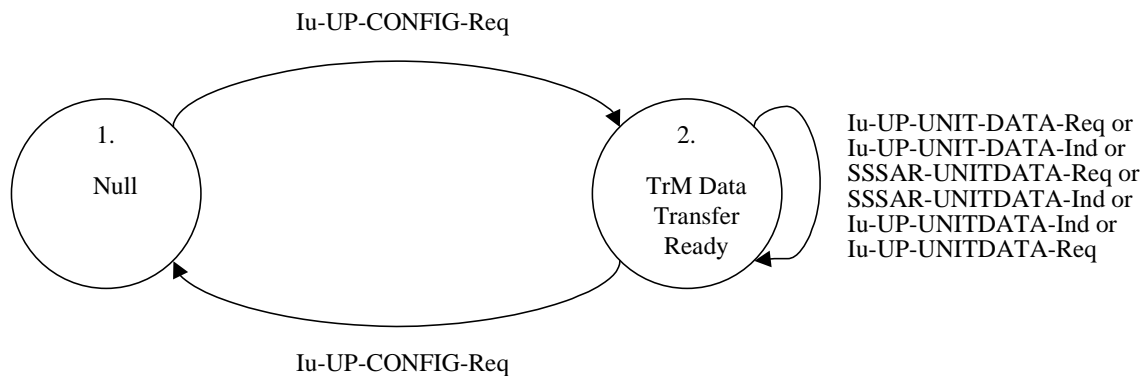 Iu-UP-CONFIG-Req
1.
Null
2.
TrM Data
Transfer
Ready
Iu-UP-UNIT-DATA-Req or
Iu-UP-UNIT-DATA-Ind or
SSSAR-UNITDATA-Req or
SSSAR-UNITDATA-Ind or
Iu-UP-UNITDATA-Ind or
Iu-UP-UNITDATA-Req
Iu-UP-CONFIG-Req